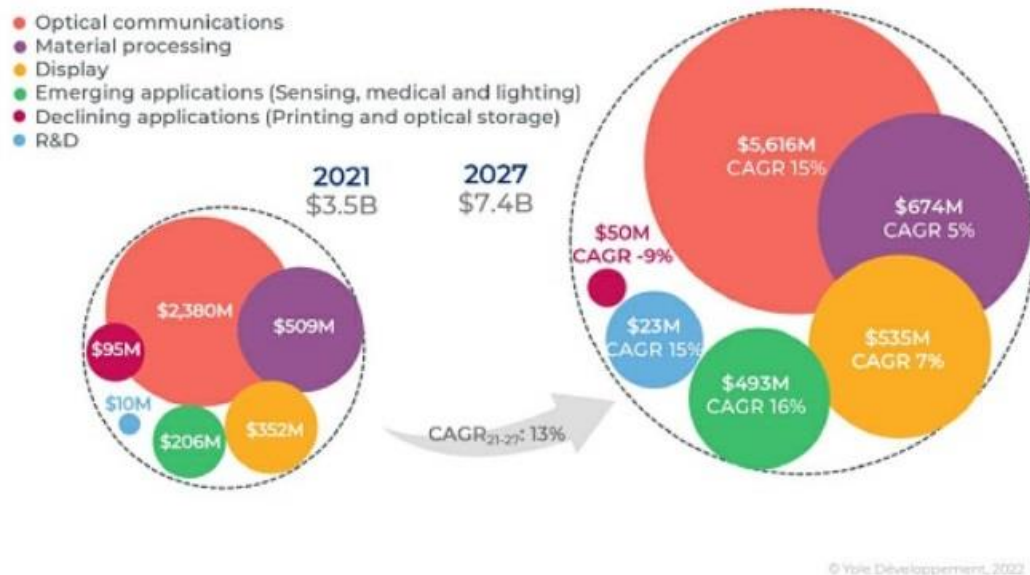 Optical communications
Material processing
Display
Emerging applications (Sensing, medical and lighting)
Declining applications (Printing and optical storage)
R&D
2021
$3.5B
2027
$7.4B
$2,380M
$509M
$95M
$10M
$206M
$352M
CAGR21-27: 13%
$5,616M
CAGR 15%
$674M
CAGR 5%
$50M
CAGR -9%
$23M
CAGR 15%
$535M
CAGR 7%
$493M
CAGR 16%
© Yole Développement, 2022